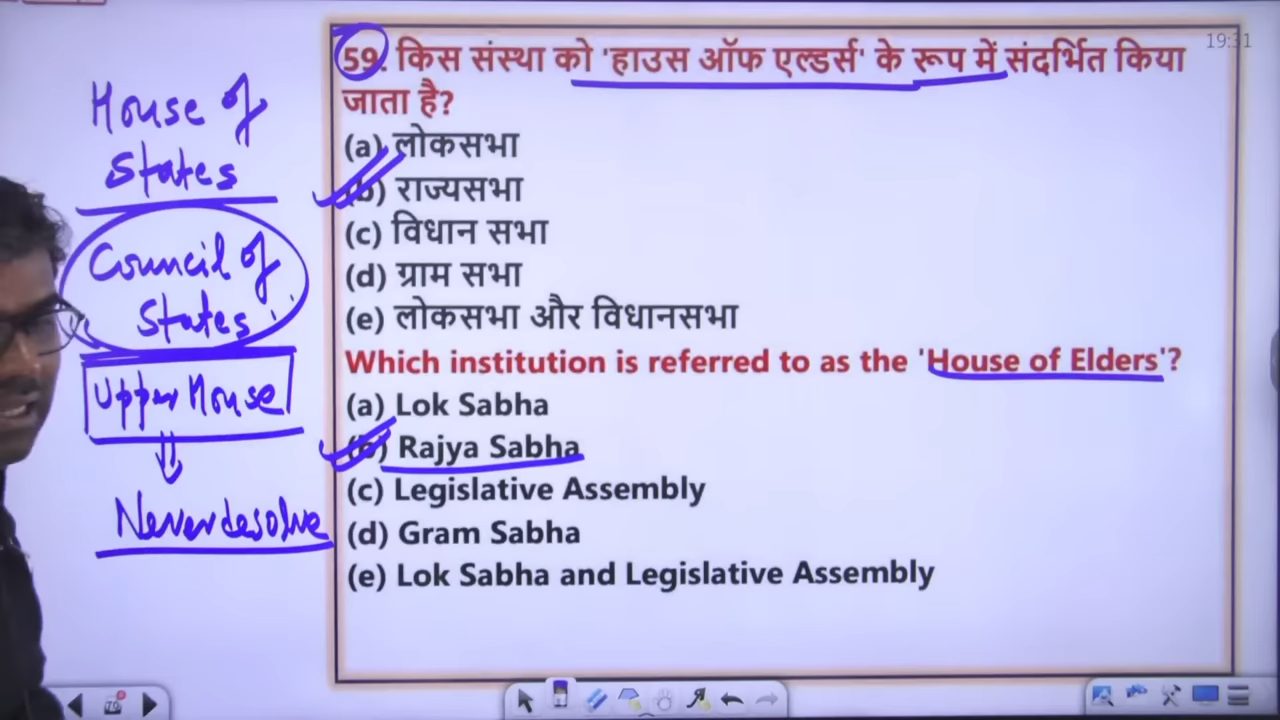 House of
States
Council of
States
Upper House
Never desolve
19:31
59. किस संस्था को 'हाउस ऑफ एल्डर्स' के रूप में संदर्भित किया
जाता है?
(a) लोकसभा
(b) राज्यसभा
(c) विधान सभा
(d) ग्राम सभा
(e) लोकसभा और विधानसभा
Which institution is referred to as the 'House of Elders'?
(a) Lok Sabha
(b) Rajya Sabha
(c) Legislative Assembly
(d) Gram Sabha
(e) Lok Sabha and Legislative Assembly